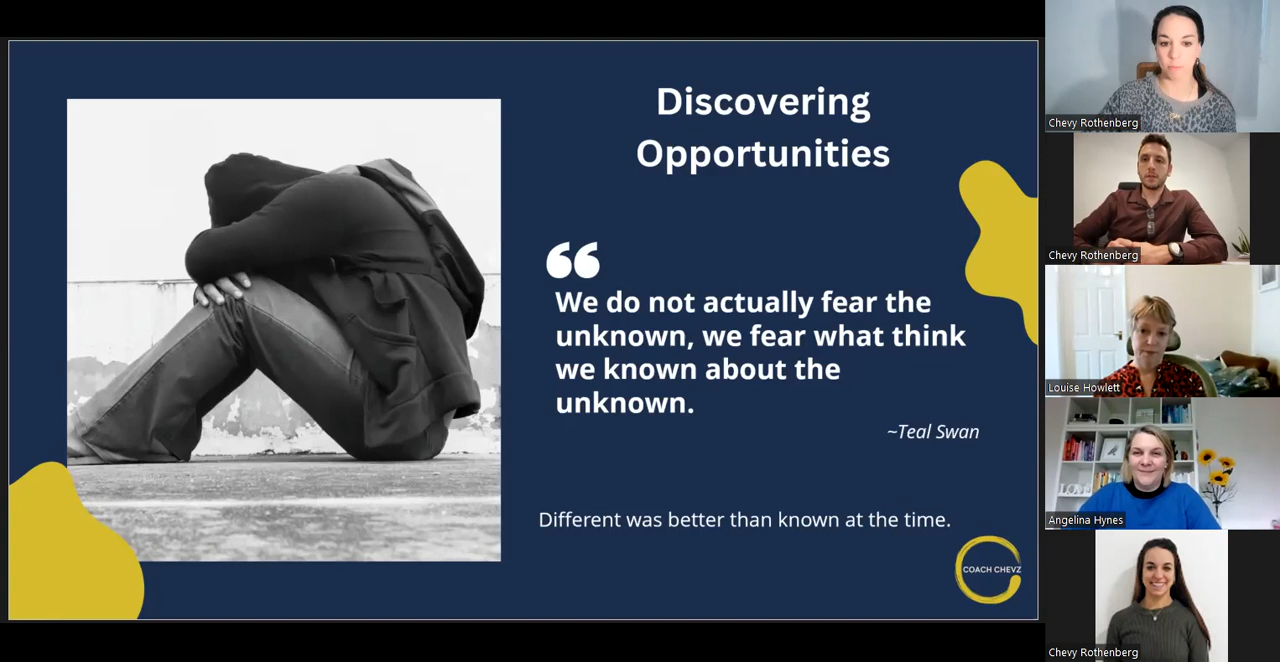 Discovering
Opportunities
❝
We do not actually fear the
unknown, we fear what think
we known about the
unknown.
~Teal Swan
Different was better than known at the time.
COACH CHEVZ
Chevy Rothenberg
Chevy Rothenberg
Louise Howlett
Angelina Hynes
Chevy Rothenberg